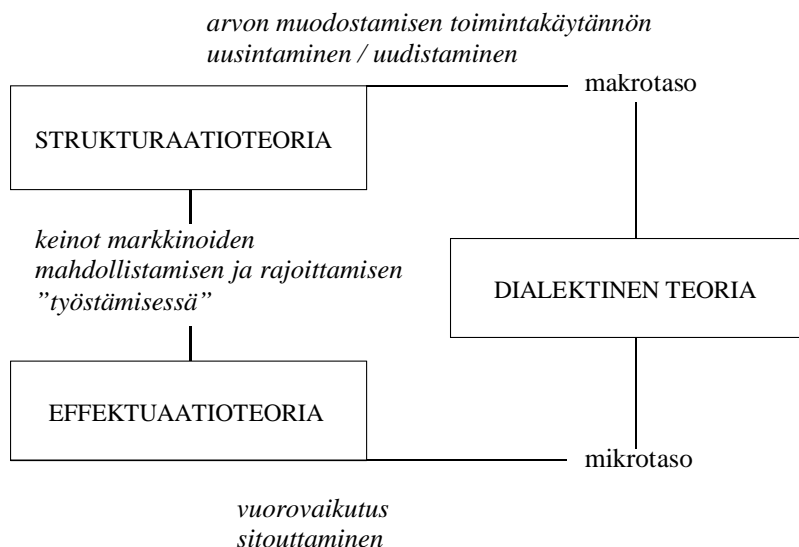 arvon muodostamisen toimintakäytännön
uusintaminen / uudistaminen
makrotaso
STRUKTURAATIOTEORIA
keinot markkinoiden
mahdollistamisen ja rajoittamisen
”työstämisessä”
DIALEKTINEN TEORIA
EFFEKTUAATIOTEORIA
mikrotaso
vuorovaikutus
sitouttaminen